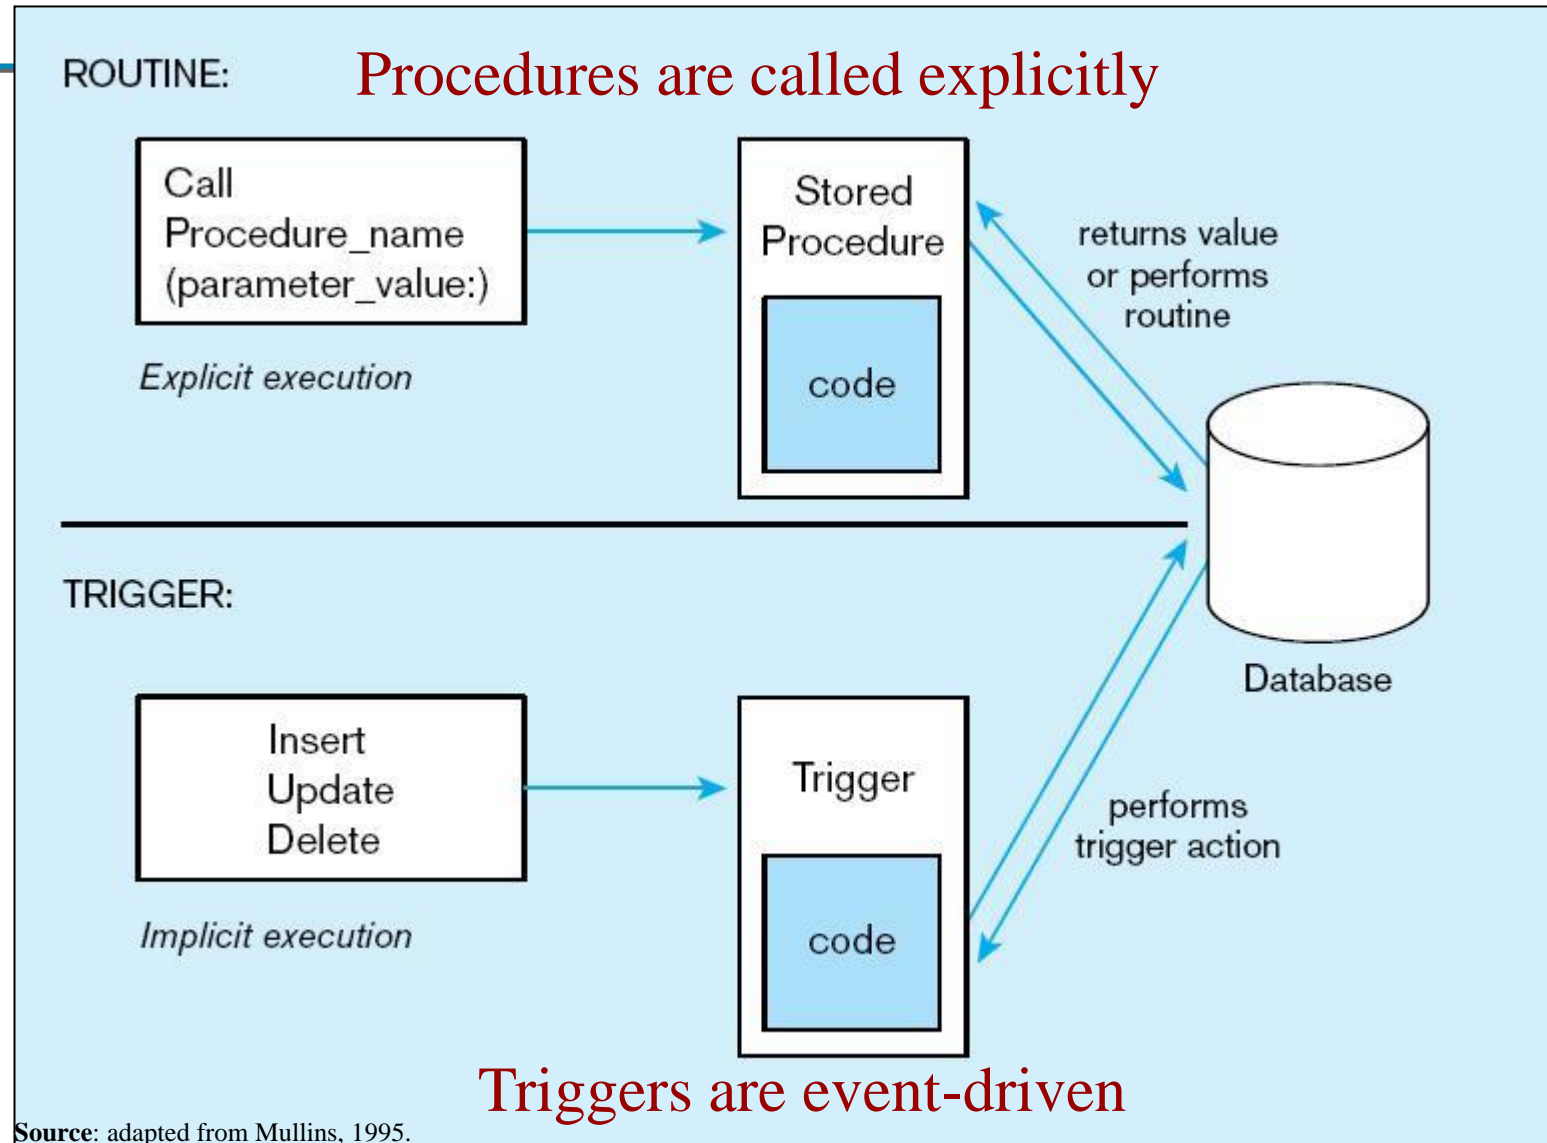 ROUTINE:
Procedures are called explicitly
Call
Procedure_name
(parameter_value:)
Explicit execution
Stored
Procedure
code
returns value
or performs
routine
Database
TRIGGER:
Insert
Update
Delete
Implicit execution
Trigger
code
performs
trigger action
Triggers are event-driven
Source: adapted from Mullins, 1995.